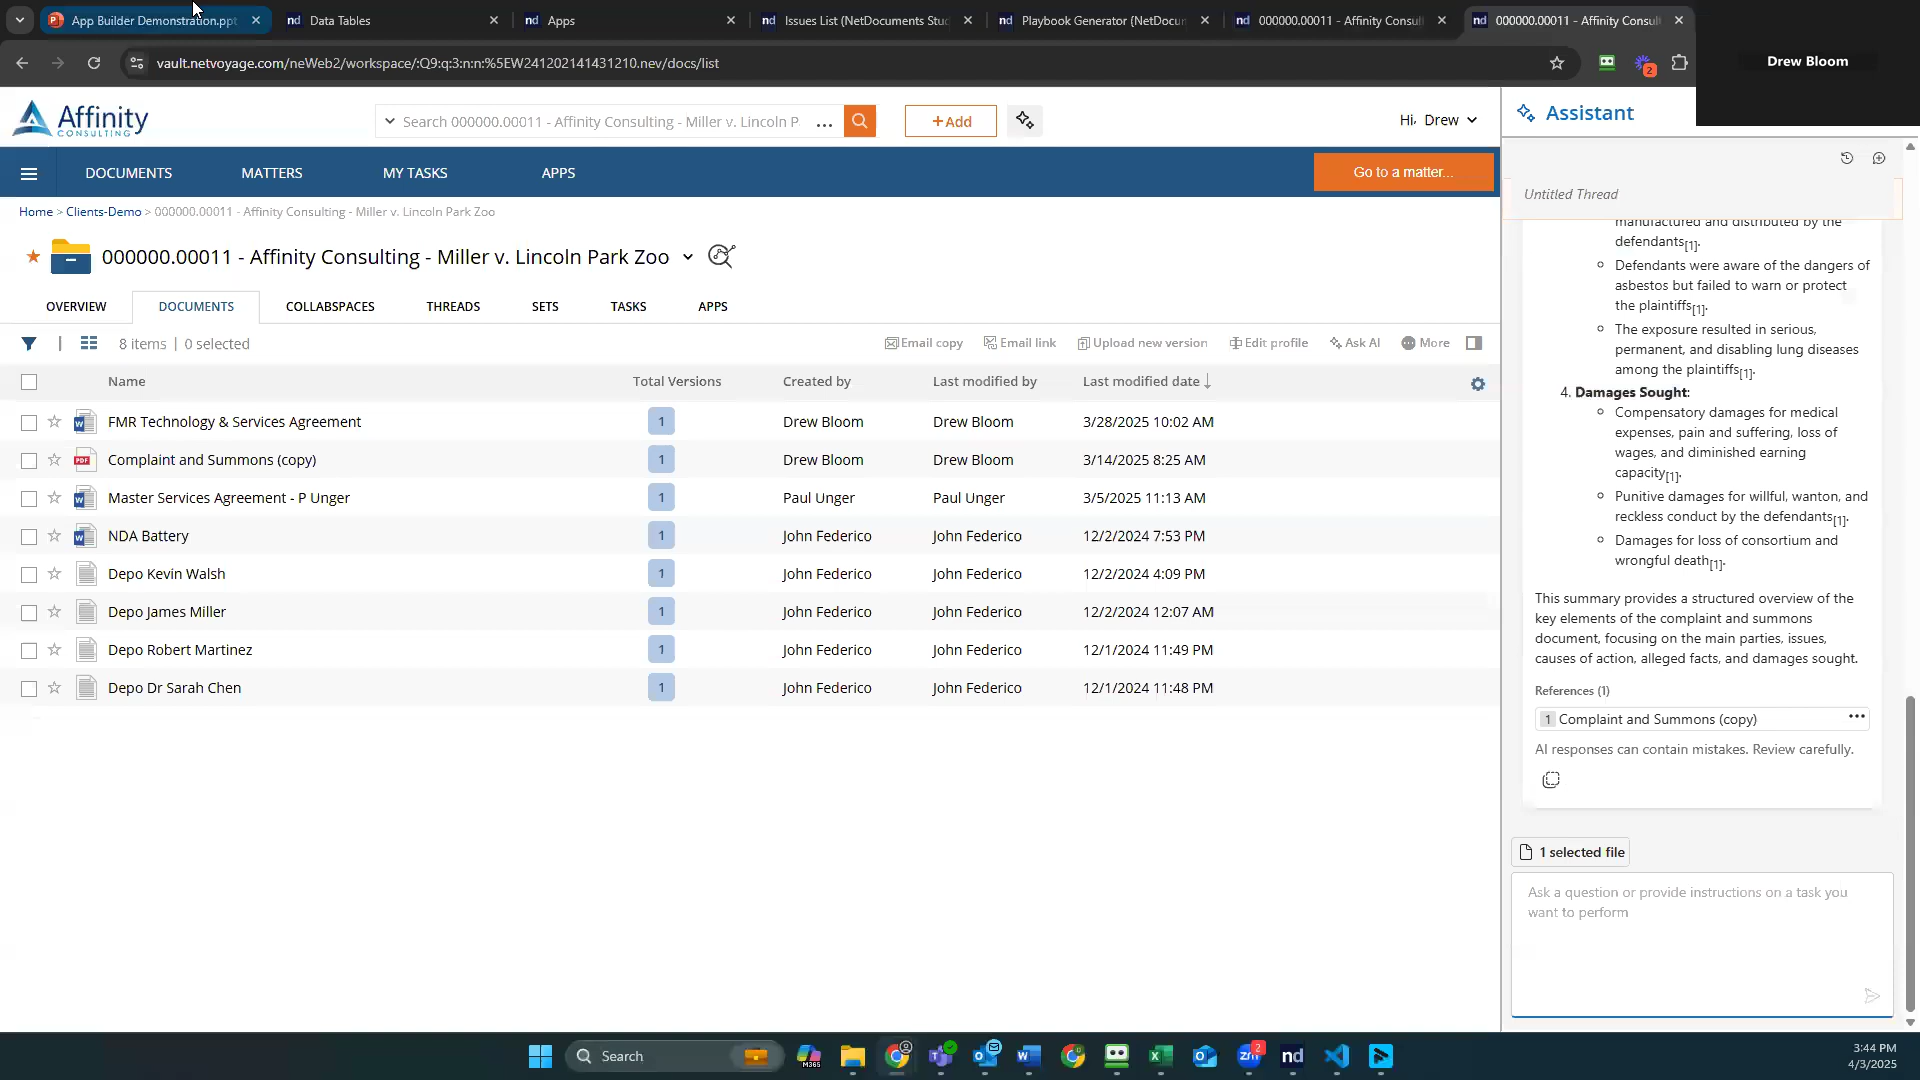 App Builder Demonstration.ppt
Data Tables
Apps
Issues List (NetDocuments Stud
Playbook Generator (NetDocum
000000.00011 - Affinity Consul
000000.00011 - Affinity Consul
vault.netvoyage.com/neWeb2/workspace/:Q9:q:3:n:n:%5EW241202141431210.nev/docs/list
2
Drew Bloom
Affinity
CONSULTING
Search 000000.00011 - Affinity Consulting - Miller v. Lincoln P ...
+Add
Hi, Drew
Assistant
DOCUMENTS
MATTERS
MY TASKS
APPS
Go to a matter...
Home > Clients-Demo > 000000.00011 - Affinity Consulting - Miller v. Lincoln Park Zoo
000000.00011 - Affinity Consulting - Miller v. Lincoln Park Zoo
OVERVIEW
DOCUMENTS
COLLABSPACES
THREADS
SETS
TASKS
APPS
8 items | 0 selected
Email copy
Email link
Upload new version
Edit profile
Ask AI
More
Name
Total Versions
Created by
Last modified by
Last modified date
FMR Technology & Services Agreement 1 Drew Bloom Drew Bloom 3/28/2025 10:02 AM
PDF Complaint and Summons (copy) 1 Drew Bloom Drew Bloom 3/14/2025 8:25 AM
Master Services Agreement - P Unger 1 Paul Unger Paul Unger 3/5/2025 11:13 AM
NDA Battery 1 John Federico John Federico 12/2/2024 7:53 PM
Depo Kevin Walsh 1 John Federico John Federico 12/2/2024 4:09 PM
Depo James Miller 1 John Federico John Federico 12/2/2024 12:07 AM
Depo Robert Martinez 1 John Federico John Federico 12/1/2024 11:49 PM
Depo Dr Sarah Chen 1 John Federico John Federico 12/1/2024 11:48 PM
Untitled Thread
manufactured and distributed by the
defendants[1].
Defendants were aware of the dangers of
asbestos but failed to warn or protect
the plaintiffs[1].
The exposure resulted in serious,
permanent, and disabling lung diseases
among the plaintiffs[1].
4. Damages Sought:
Compensatory damages for medical
expenses, pain and suffering, loss of
wages, and diminished earning
capacity[1].
Punitive damages for willful, wanton, and
reckless conduct by the defendants[1].
Damages for loss of consortium and
wrongful death[1].
This summary provides a structured overview of the
key elements of the complaint and summons
document, focusing on the main parties, issues,
causes of action, alleged facts, and damages sought.
References (1)
1 Complaint and Summons (copy)
AI responses can contain mistakes. Review carefully.
1 selected file
Ask a question or provide instructions on a task you
want to perform
Search
M365
2
3:44 PM
4/3/2025